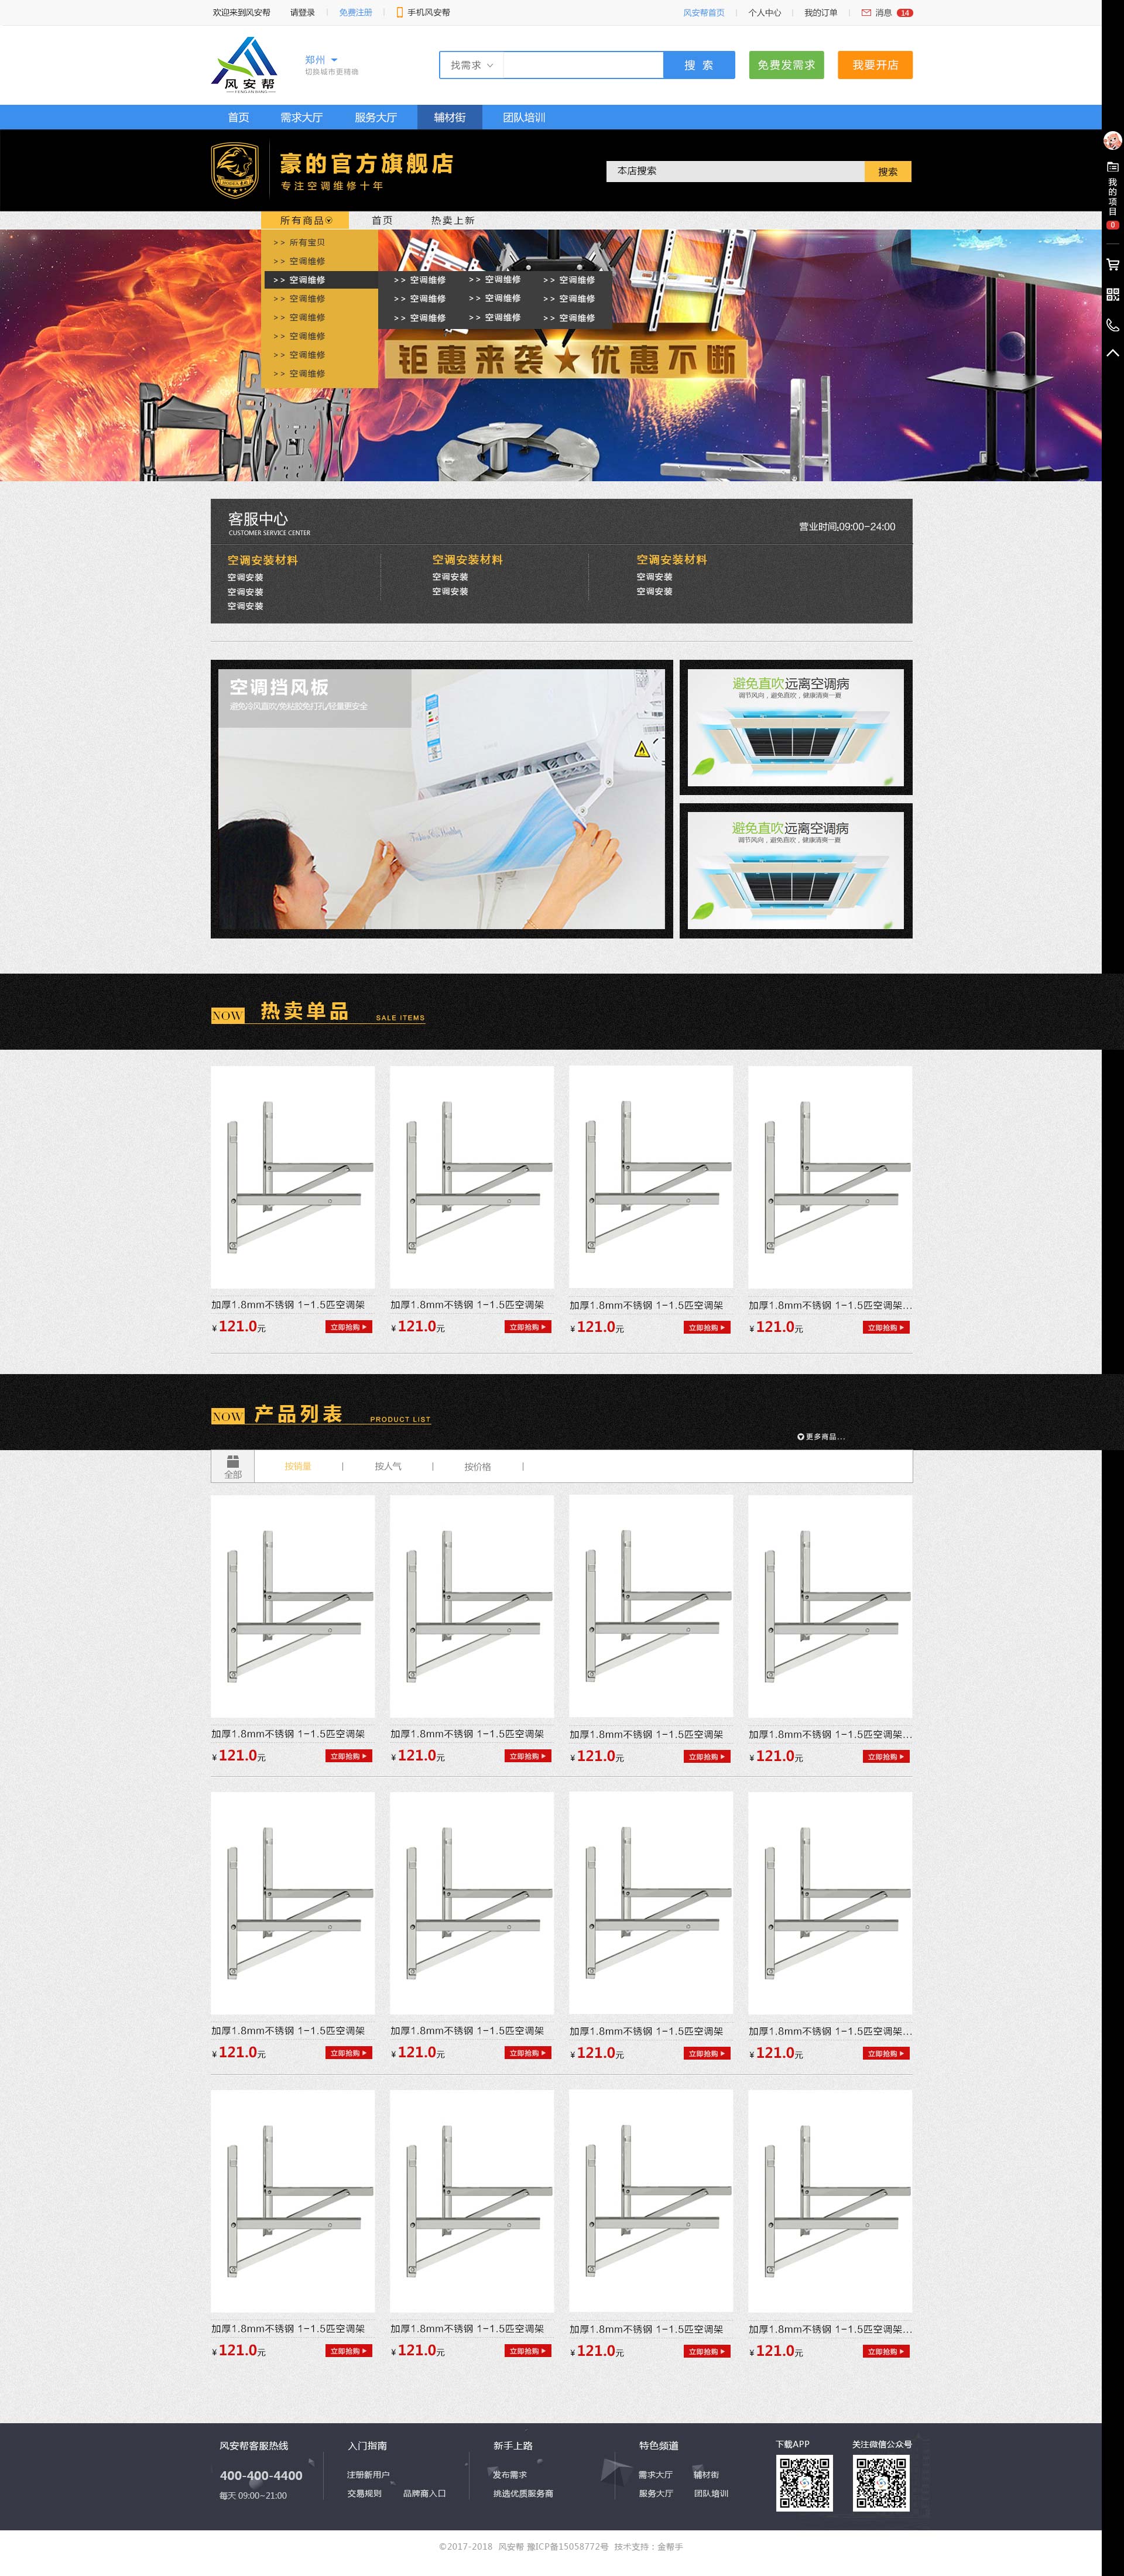 欢迎来到风安帮 请登录 免费注册 手机风安帮 风安帮首页 个人中心 我的订单 消息 14
风安帮
FENG AN BANG
郑州
切换城市更精确
找需求 搜 索 免费发需求 我要开店
首页 需求大厅 服务大厅 辅材街 团队培训
豪的官方旗舰店
专注空调维修十年
本店搜索 搜索
我的项目
0
所有商品 首页 热卖上新
>> 所有宝贝
>> 空调维修
>> 空调维修 >> 空调维修 >> 空调维修 >> 空调维修
>> 空调维修 >> 空调维修 >> 空调维修 >> 空调维修
>> 空调维修 >> 空调维修 >> 空调维修 >> 空调维修
>> 空调维修
>> 空调维修
>> 空调维修
钜惠来袭★优惠不断
客服中心
CUSTOMER SERVICE CENTER
营业时间:09:00-24:00
空调安装材料 空调安装材料 空调安装材料
空调安装 空调安装 空调安装
空调安装 空调安装 空调安装
空调安装
空调挡风板
避免冷风直吹/免粘胶免打孔/轻量更安全
避免直吹远离空调病
调节风向，避免直吹，健康清爽一夏
避免直吹远离空调病
调节风向，避免直吹，健康清爽一夏
NOW 热卖单品 SALE ITEMS
加厚1.8mm不锈钢 1-1.5匹空调架 加厚1.8mm不锈钢 1-1.5匹空调架 加厚1.8mm不锈钢 1-1.5匹空调架 加厚1.8mm不锈钢 1-1.5匹空调架...
¥121.0元 立即抢购 ¥121.0元 立即抢购 ¥121.0元 立即抢购 ¥121.0元 立即抢购
NOW 产品列表 PRODUCT LIST
更多商品...
全部 按销量 | 按人气 | 按价格 |
加厚1.8mm不锈钢 1-1.5匹空调架 加厚1.8mm不锈钢 1-1.5匹空调架 加厚1.8mm不锈钢 1-1.5匹空调架 加厚1.8mm不锈钢 1-1.5匹空调架...
¥121.0元 立即抢购 ¥121.0元 立即抢购 ¥121.0元 立即抢购 ¥121.0元 立即抢购
加厚1.8mm不锈钢 1-1.5匹空调架 加厚1.8mm不锈钢 1-1.5匹空调架 加厚1.8mm不锈钢 1-1.5匹空调架 加厚1.8mm不锈钢 1-1.5匹空调架...
¥121.0元 立即抢购 ¥121.0元 立即抢购 ¥121.0元 立即抢购 ¥121.0元 立即抢购
加厚1.8mm不锈钢 1-1.5匹空调架 加厚1.8mm不锈钢 1-1.5匹空调架 加厚1.8mm不锈钢 1-1.5匹空调架 加厚1.8mm不锈钢 1-1.5匹空调架...
¥121.0元 立即抢购 ¥121.0元 立即抢购 ¥121.0元 立即抢购 ¥121.0元 立即抢购
风安帮客服热线 入门指南 新手上路 特色频道 下载APP 关注微信公众号
400-400-4400 注册新用户 发布需求 需求大厅 辅材街
每天 09:00~21:00 交易规则 品牌商入口 挑选优质服务商 服务大厅 团队培训
©2017-2018 风安帮 豫ICP备15058772号 技术支持：金帮手